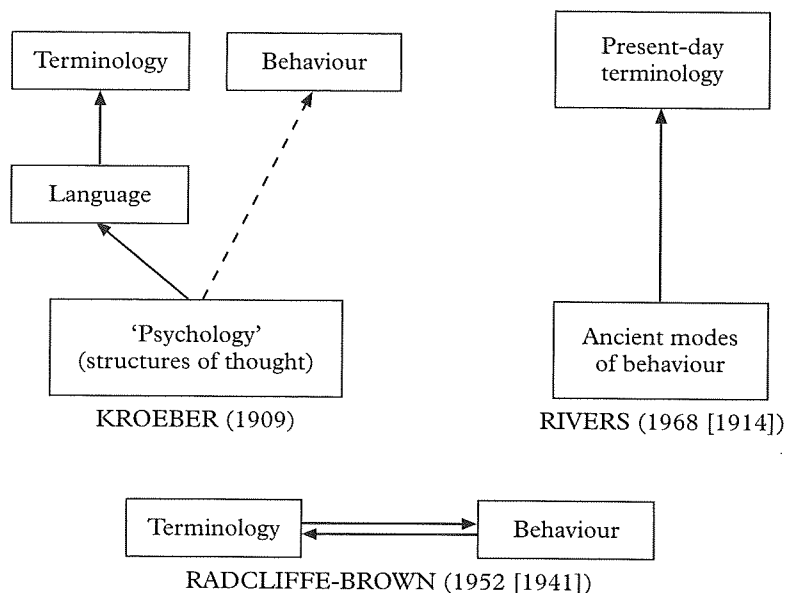 Terminology
Behaviour
Language
‘Psychology’
(structures of thought)
KROEBER (1909)
Present-day
terminology
Ancient modes
of behaviour
RIVERS (1968 [1914])
Terminology
Behaviour
RADCLIFFE-BROWN (1952 [1941])